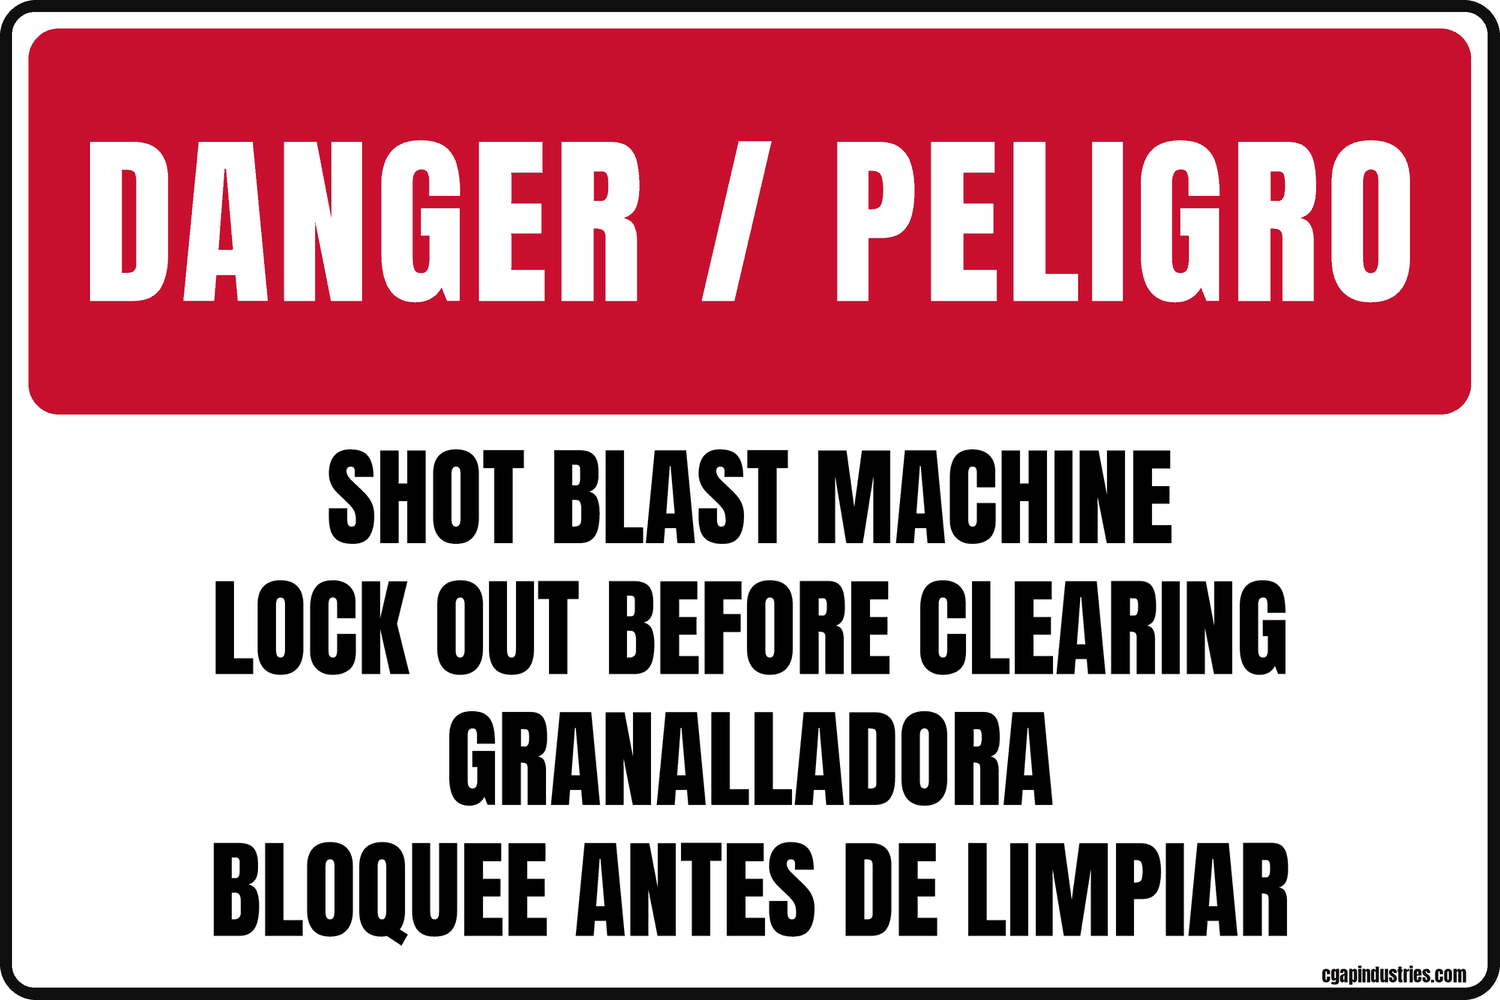 DANGER / PELIGRO
SHOT BLAST MACHINE
LOCK OUT BEFORE CLEARING
GRANALLADORA
BLOQUEE ANTES DE LIMPIAR
cgapindustries.com